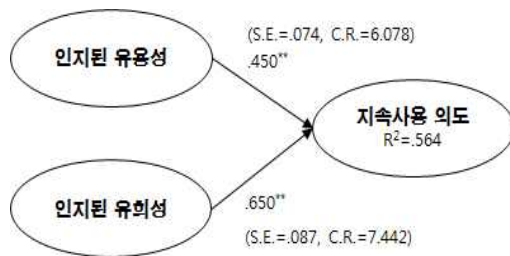 (S.E.=.074, C.R.=6.078)
인지된 유용성
.450**
지속사용 의도
R²=.564
인지된 유희성
.650**
(S.E.=.087, C.R.=7.442)